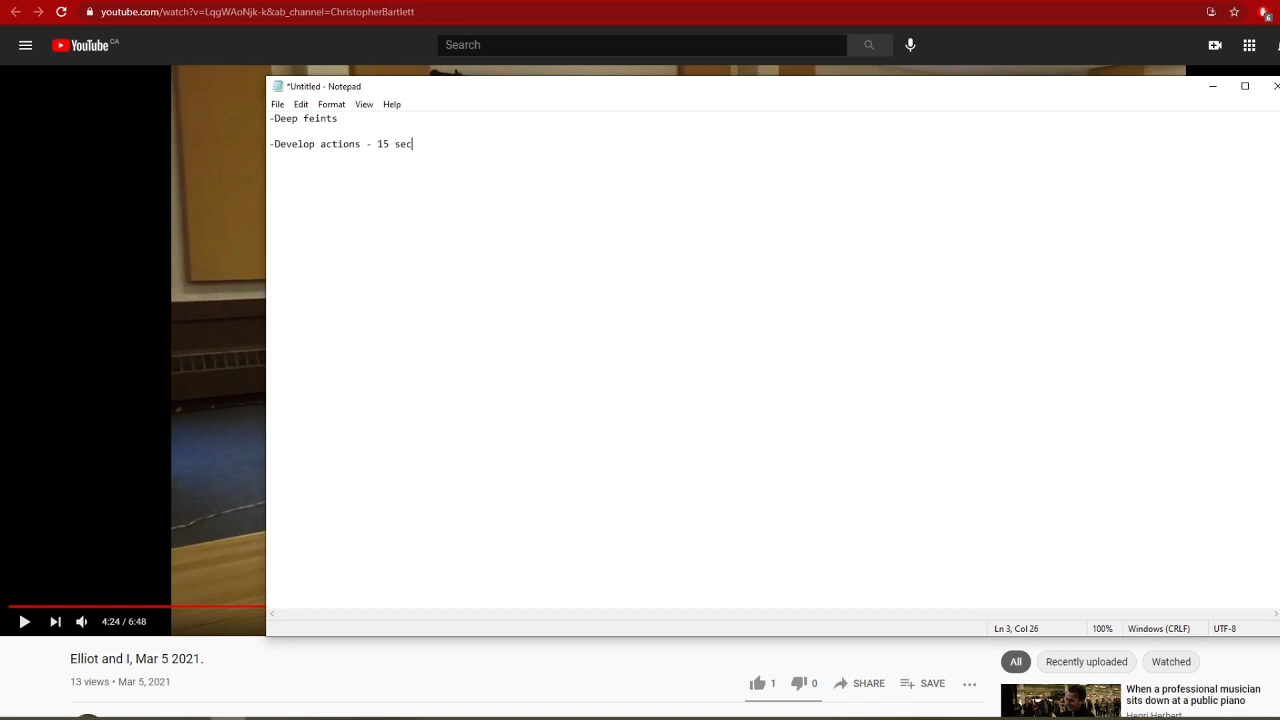 youtube.com/watch?v=LqgWAoNjk-k&ab_channel=ChristopherBartlett
6
YouTube CA
Search
*Untitled - Notepad
File Edit Format View Help
-Deep feints
-Develop actions - 15 sec
4:24 / 6:48
Ln 3, Col 26 100% Windows (CRLF) UTF-8
Elliot and I, Mar 5 2021.
13 views • Mar 5, 2021
1 0 SHARE SAVE
All Recently uploaded Watched
When a professional musician
sits down at a public piano
Henri Herbert